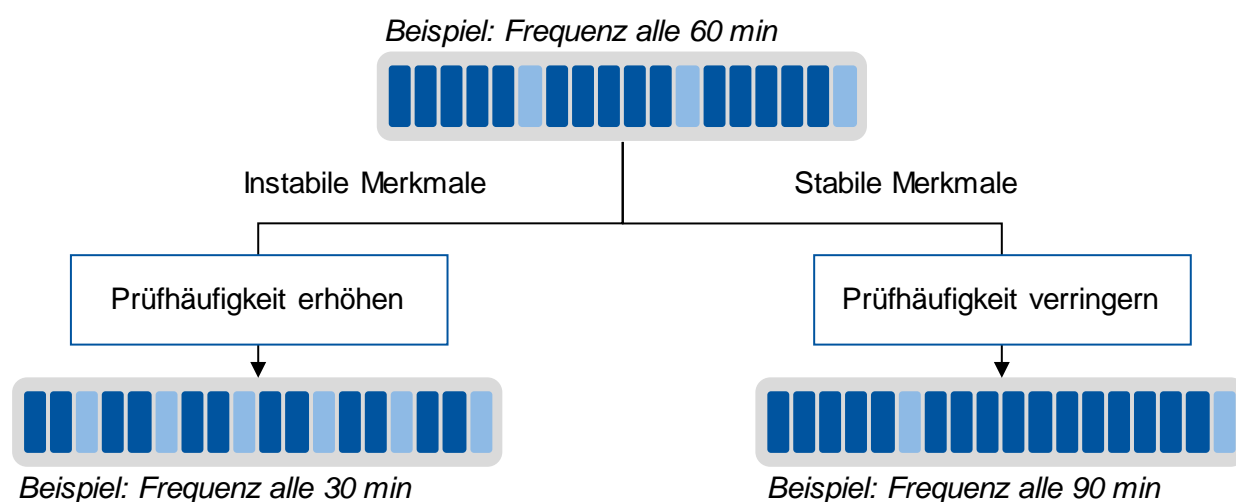 Beispiel: Frequenz alle 60 min
Instabile Merkmale
Stabile Merkmale
Prüfhäufigkeit erhöhen
Prüfhäufigkeit verringern
Beispiel: Frequenz alle 30 min
Beispiel: Frequenz alle 90 min